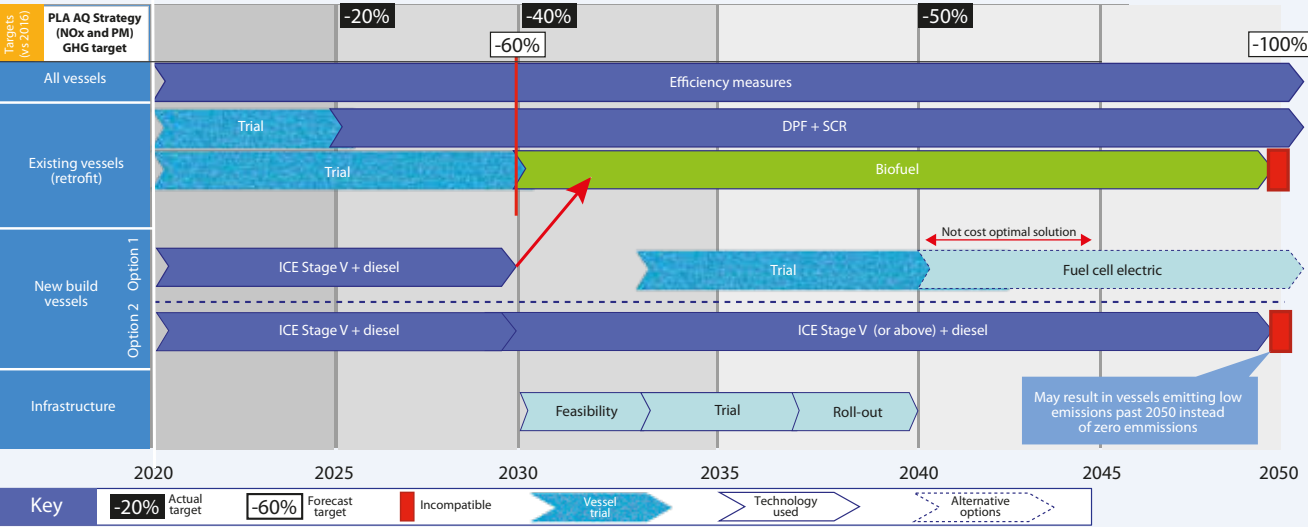 Targets
(vs 2016)
PLA AQ Strategy
(NOx and PM)
GHG target
-20%
-40%
-50%
-60%
-100%
All vessels
Efficiency measures
Existing vessels
(retrofit)
Trial
DPF + SCR
Trial
Biofuel
New build
vessels
Option 1
ICE Stage V + diesel
Trial
Not cost optimal solution
Fuel cell electric
Option 2
ICE Stage V + diesel
ICE Stage V (or above) + diesel
Infrastructure
Feasibility
Trial
Roll-out
May result in vessels emitting low
emissions past 2050 instead
of zero emmissions
2020
2025
2030
2035
2040
2045
2050
Key
-20%
Actual
target
-60%
Forecast
target
Incompatible
Vessel
trial
Technology
used
Alternative
options